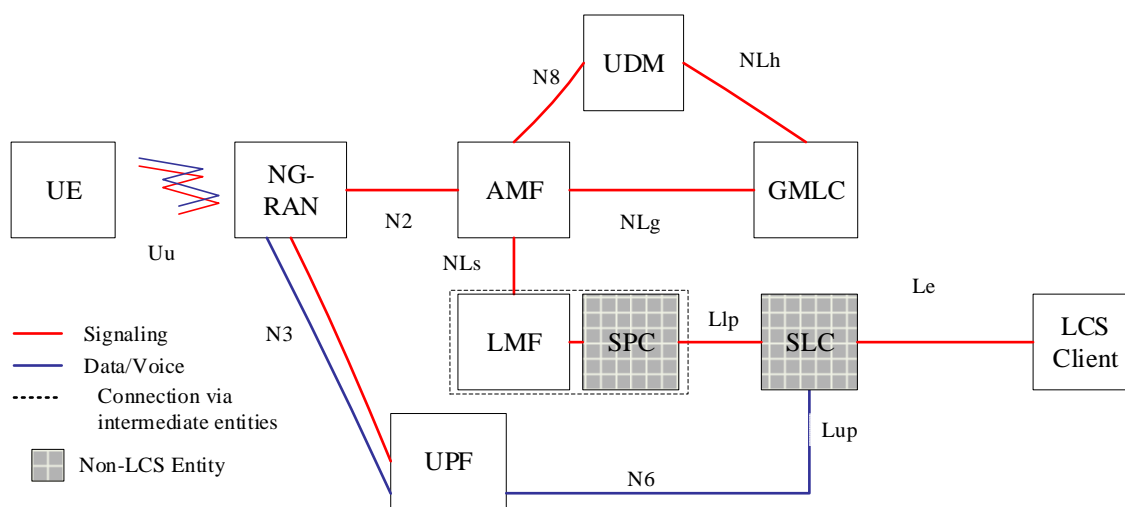 UDM
NLh
N8
UE
NG-
RAN
AMF
GMLC
N2
NLg
Uu
NLs
Le
Signaling
N3
LMF
SPC
Llp
SLC
LCS
Client
Data/Voice
Connection via
intermediate entities
Lup
Non-LCS Entity
UPF
N6